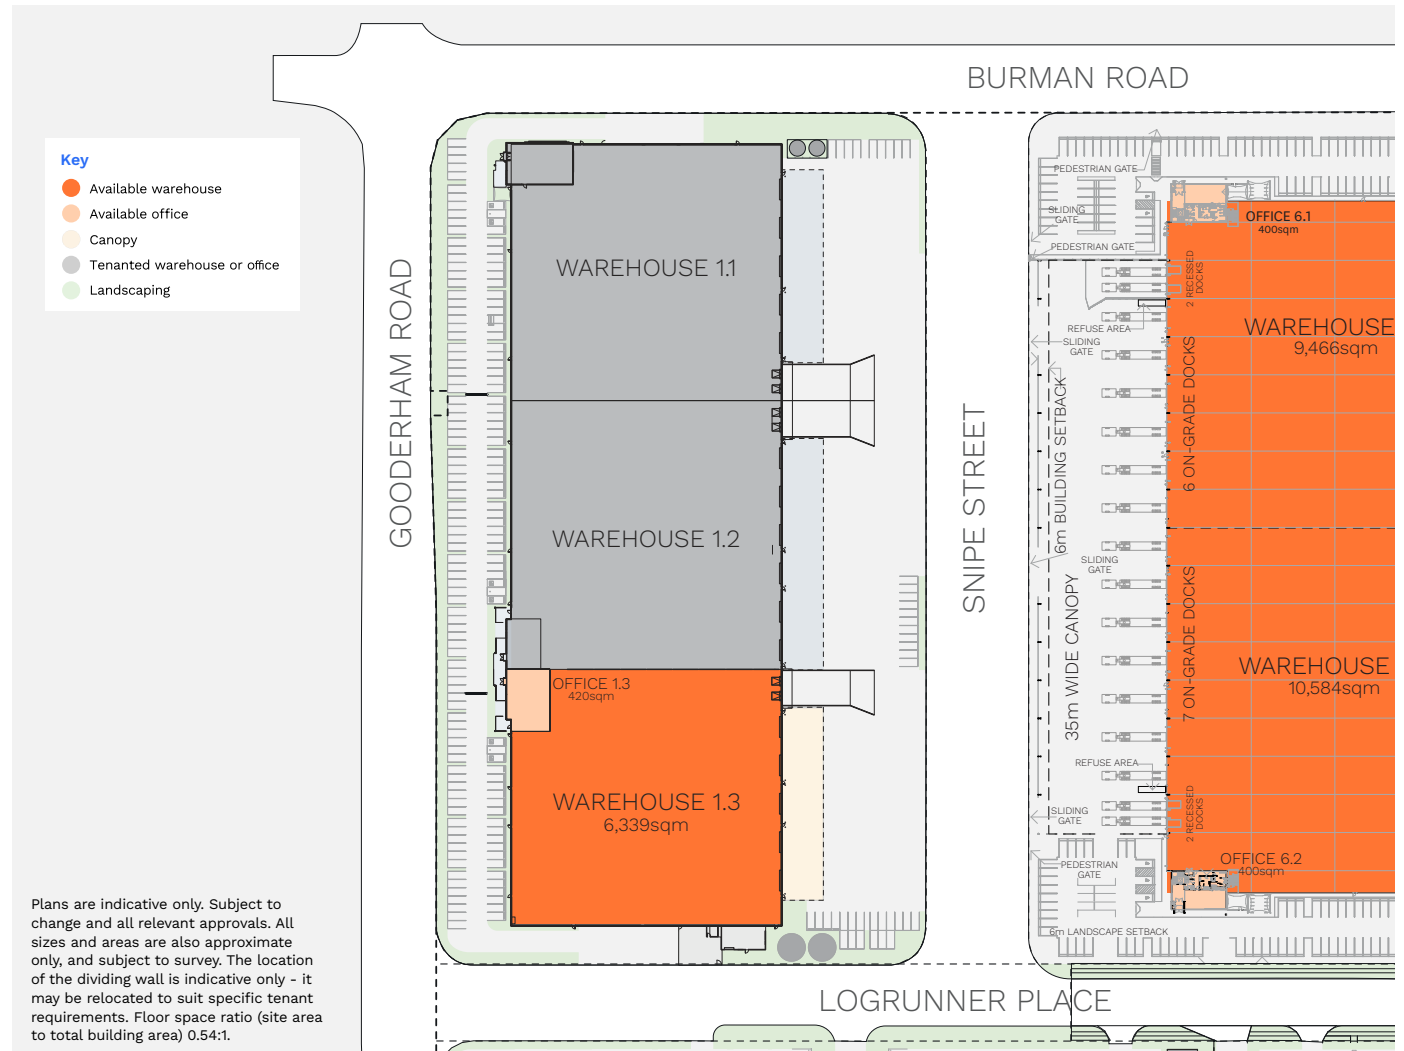 BURMAN ROAD
Key
Available warehouse
Available office
Canopy
Tenanted warehouse or office
Landscaping
GOODERHAM ROAD
WAREHOUSE 1.1
WAREHOUSE 1.2
OFFICE 1.3
420sqm
WAREHOUSE 1.3
6,339sqm
SNIPE STREET
PEDESTRIAN GATE
SLIDING
GATE
PEDESTRIAN GATE
OFFICE 6.1
400sqm
2 RECESSED
DOCKS
REFUSE AREA
SLIDING
GATE
WAREHOUSE
9,466sqm
6 ON-GRADE DOCKS
6m BUILDING SETBACK
SLIDING
GATE
35m WIDE CANOPY
7 ON-GRADE DOCKS
WAREHOUSE
10,584sqm
REFUSE AREA
2 RECESSED
DOCKS
SLIDING
GATE
PEDESTRIAN
GATE
OFFICE 6.2
400sqm
6m LANDSCAPE SETBACK
LOGRUNNER PLACE
Plans are indicative only. Subject to
change and all relevant approvals. All
sizes and areas are also approximate
only, and subject to survey. The location
of the dividing wall is indicative only - it
may be relocated to suit specific tenant
requirements. Floor space ratio (site area
to total building area) 0.54:1.